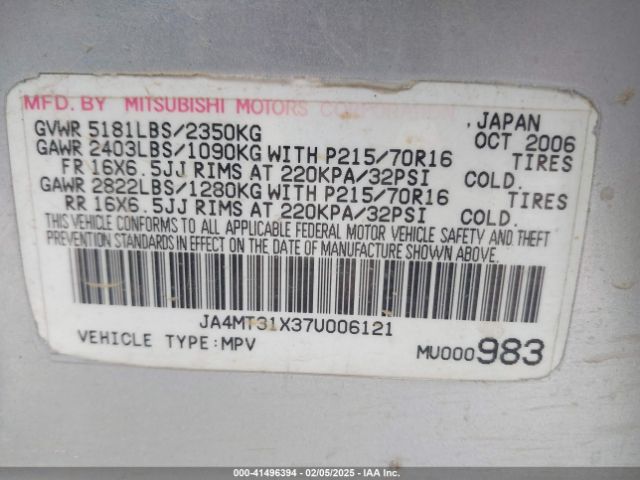 MFD. BY MITSUBISHI MOTORS CORPORATION, JAPAN
GVWR 5181LBS/2350KG OCT 2006
GAWR 2403LBS/1090KG WITH P215/70R16 TIRES
FR 16X6.5JJ RIMS AT 220KPA/32PSI COLD.
GAWR 2822LBS/1280KG WITH P215/70R16 TIRES
RR 16X6.5JJ RIMS AT 220KPA/32PSI COLD.
THIS VEHICLE CONFORMS TO ALL APPLICABLE FEDERAL MOTOR VEHICLE SAFETY AND THEFT
PREVENTION STANDARDS IN EFFECT ON THE DATE OF MANUFACTURE SHOWN ABOVE.
JA4MT31X37U006121
VEHICLE TYPE:MPV MU000983
000-41496394 - 02/05/2025 - IAAI.COM